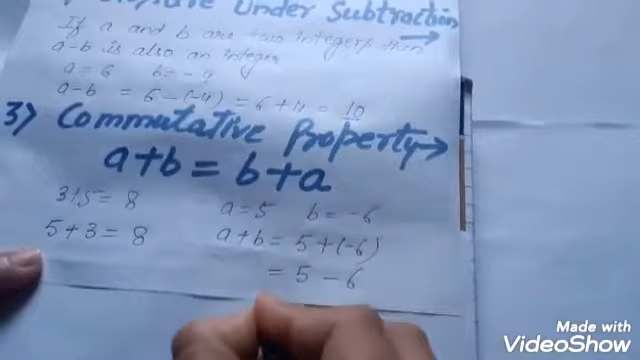 Under Subtraction
If a and b are two integers then
a-b is also an integer
a = 6 b = -4
a-b = 6-(-4) = 6+4 = 10
3) Commutative Property →
a+b = b+a
3+5 = 8 a = 5 b = -6
5+3 = 8 a+b = 5+(-6)
= 5 - 6
Made with
VideoShow